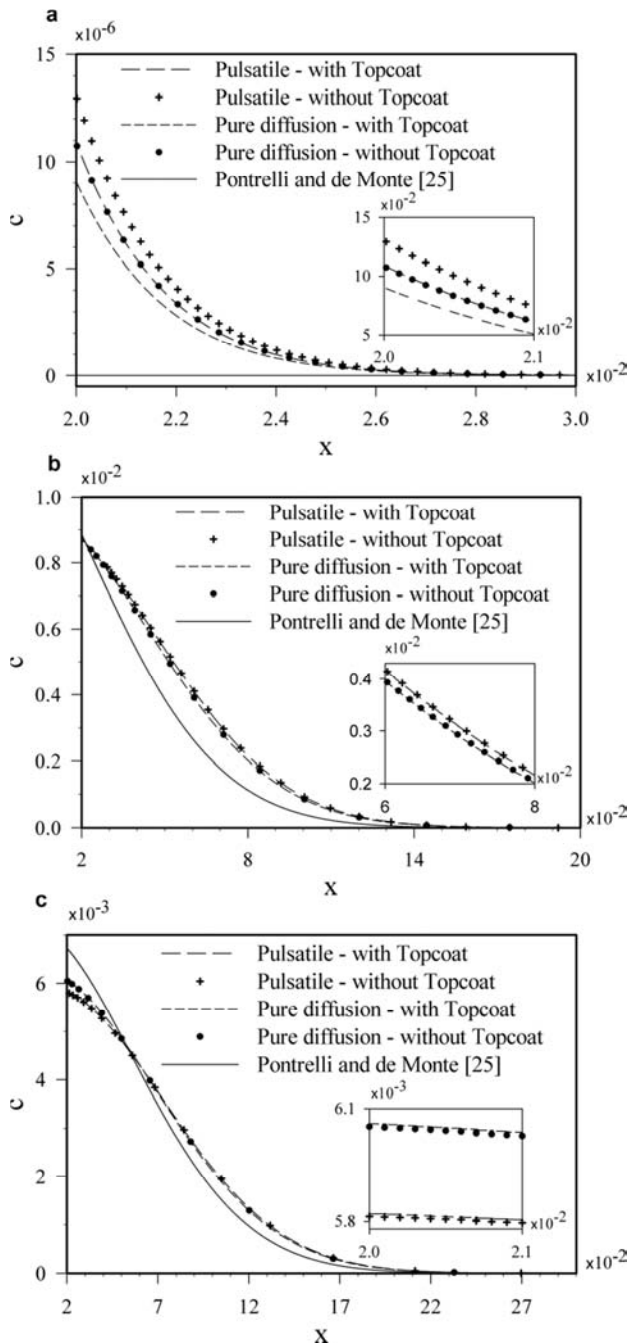 a
x10-6
15
Pulsatile - with Topcoat
Pulsatile - without Topcoat
Pure diffusion - with Topcoat
Pure diffusion - without Topcoat
Pontrelli and de Monte [25]
10
c
5
0
x10-2
15
10
5
x10-2
2.0
2.1
x10-2
2.0
2.2
2.4
2.6
2.8
3.0
x
b
x10-2
1.0
Pulsatile - with Topcoat
Pulsatile - without Topcoat
Pure diffusion - with Topcoat
Pure diffusion - without Topcoat
Pontrelli and de Monte [25]
0.8
0.6
c
0.4
0.2
0.0
x10-2
0.4
0.3
0.2
x10-2
6
8
x10-2
2
8
14
20
x
c
x10-3
Pulsatile - with Topcoat
Pulsatile - without Topcoat
Pure diffusion - with Topcoat
Pure diffusion - without Topcoat
Pontrelli and de Monte [25]
6
4
c
2
0
x10-3
6.1
5.8
x10-2
2.0
2.1
x10-2
2
7
12
17
22
27
x